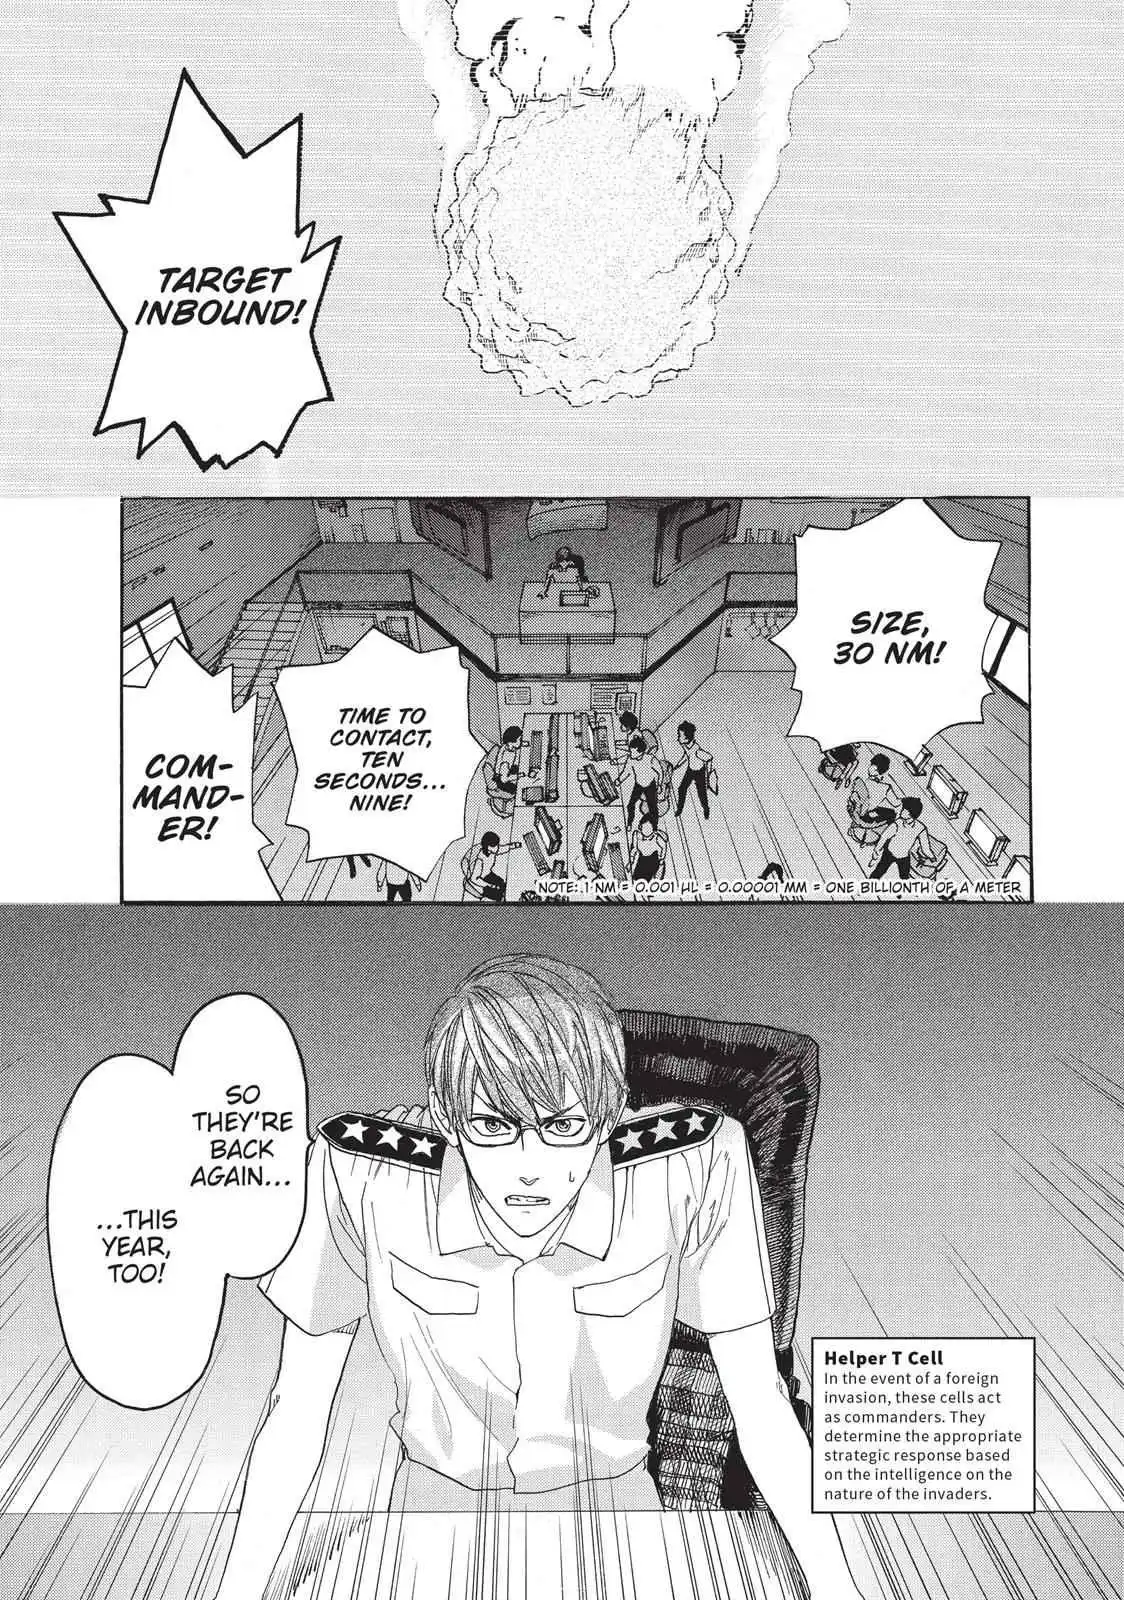 TARGET
INBOUND!
SIZE,
30 NM!
TIME TO
CONTACT,
TEN
SECONDS...
NINE!
COM-
MAND-
ER!
NOTE: 1 NM = 0.001 µL = 0.00001 MM = ONE BILLIONTH OF A METER
SO
THEY'RE
BACK
AGAIN...
...THIS
YEAR,
TOO!
Helper T Cell
In the event of a foreign
invasion, these cells act
as commanders. They
determine the appropriate
strategic response based
on the intelligence on the
nature of the invaders.